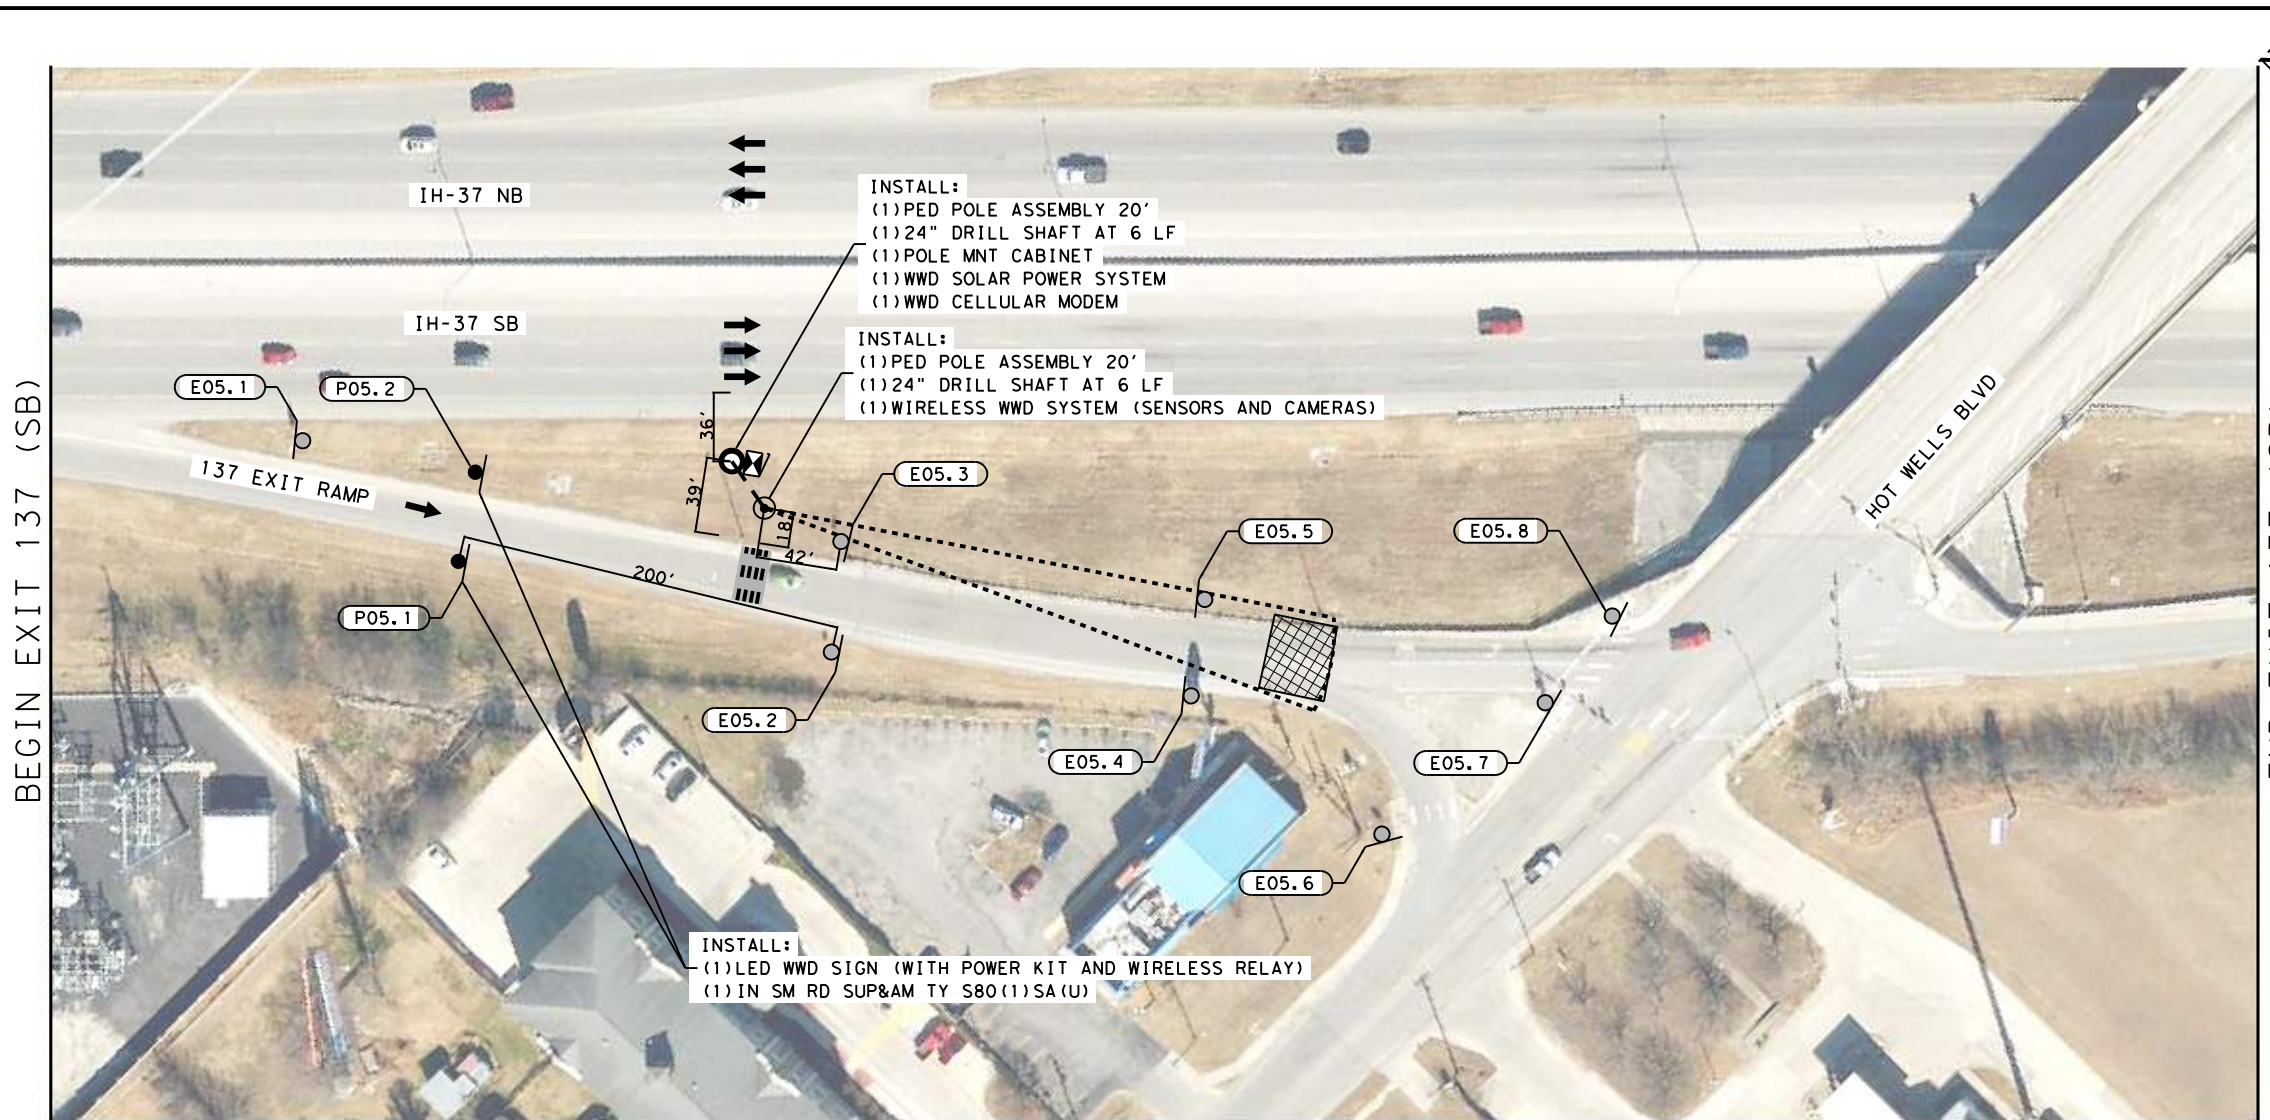 BEGIN EXIT 137 (SB)
IH-37 NB
INSTALL:
(1)PED POLE ASSEMBLY 20'
(1)24" DRILL SHAFT AT 6 LF
(1)POLE MNT CABINET
(1)WWD SOLAR POWER SYSTEM
(1)WWD CELLULAR MODEM
IH-37 SB
INSTALL:
(1)PED POLE ASSEMBLY 20'
(1)24" DRILL SHAFT AT 6 LF
(1)WIRELESS WWD SYSTEM (SENSORS AND CAMERAS)
E05.1
P05.2
36'
HOT WELLS BLVD
137 EXIT RAMP
39'
E05.3
18'
E05.5
E05.8
42'
200'
P05.1
E05.2
E05.4
E05.7
E05.6
INSTALL:
(1)LED WWD SIGN (WITH POWER KIT AND WIRELESS RELAY)
(1)IN SM RD SUP&AM TY S80(1)SA(U)